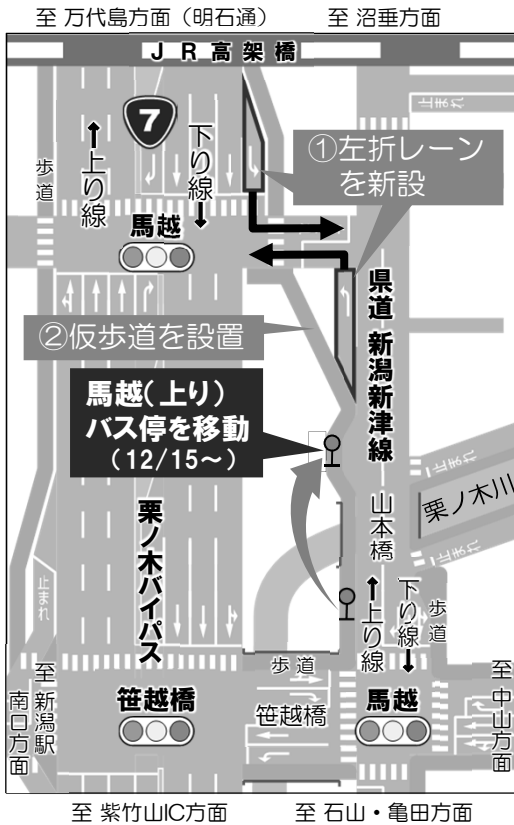 至 万代島方面（明石通）
至 沼垂方面
ＪＲ高架橋
7
↑上り線
下り線↓
歩道
馬越
止まれ
①左折レーン
を新設
県道 新潟新津線
②仮歩道を設置
馬越(上り)
バス停を移動
(12/15～)
栗ノ木バイパス
山本橋
栗ノ木川
止まれ
止まれ
止まれ
↑上り線
下り線↓
歩道
歩道
至 新潟駅
南口方面
笹越橋
笹越橋
馬越
至 中山方面
至 紫竹山IC方面
至 石山・亀田方面